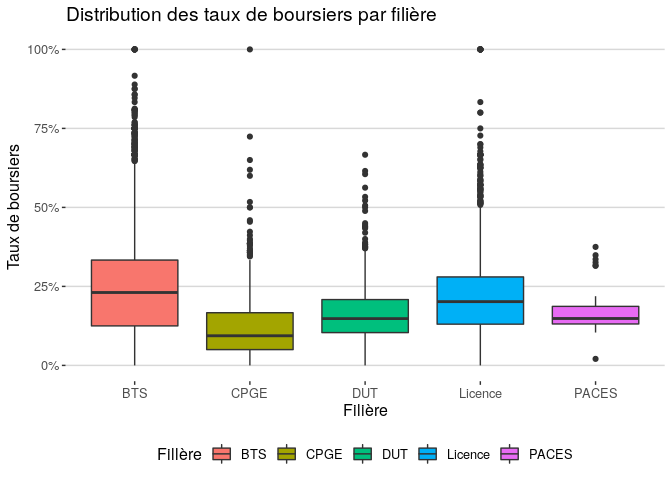 Distribution des taux de boursiers par filière
Taux de boursiers
100%
75%
50%
25%
0%
BTS CPGE DUT Licence PACES
Filière
Filière BTS CPGE DUT Licence PACES